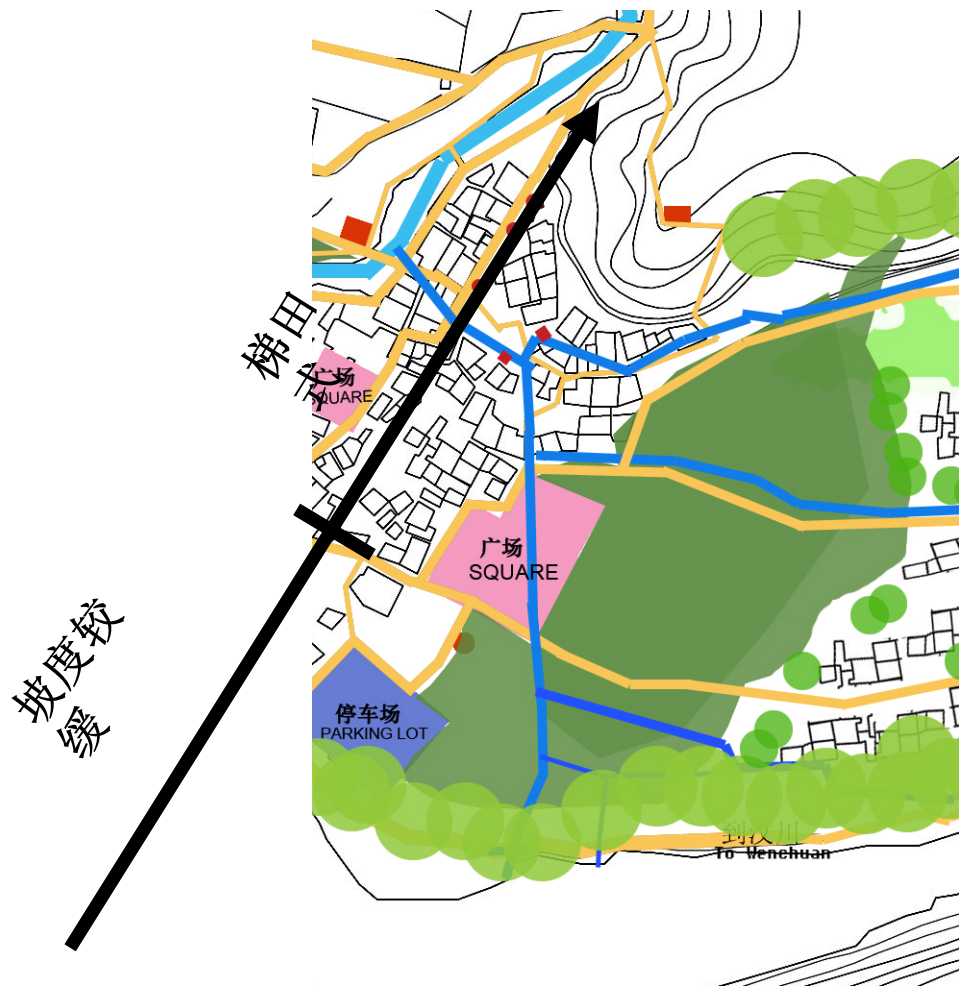 梯田
式
广场
SQUARE
广场
SQUARE
坡度较
缓
停车场
PARKING LOT
到汶川
To Wenchuan